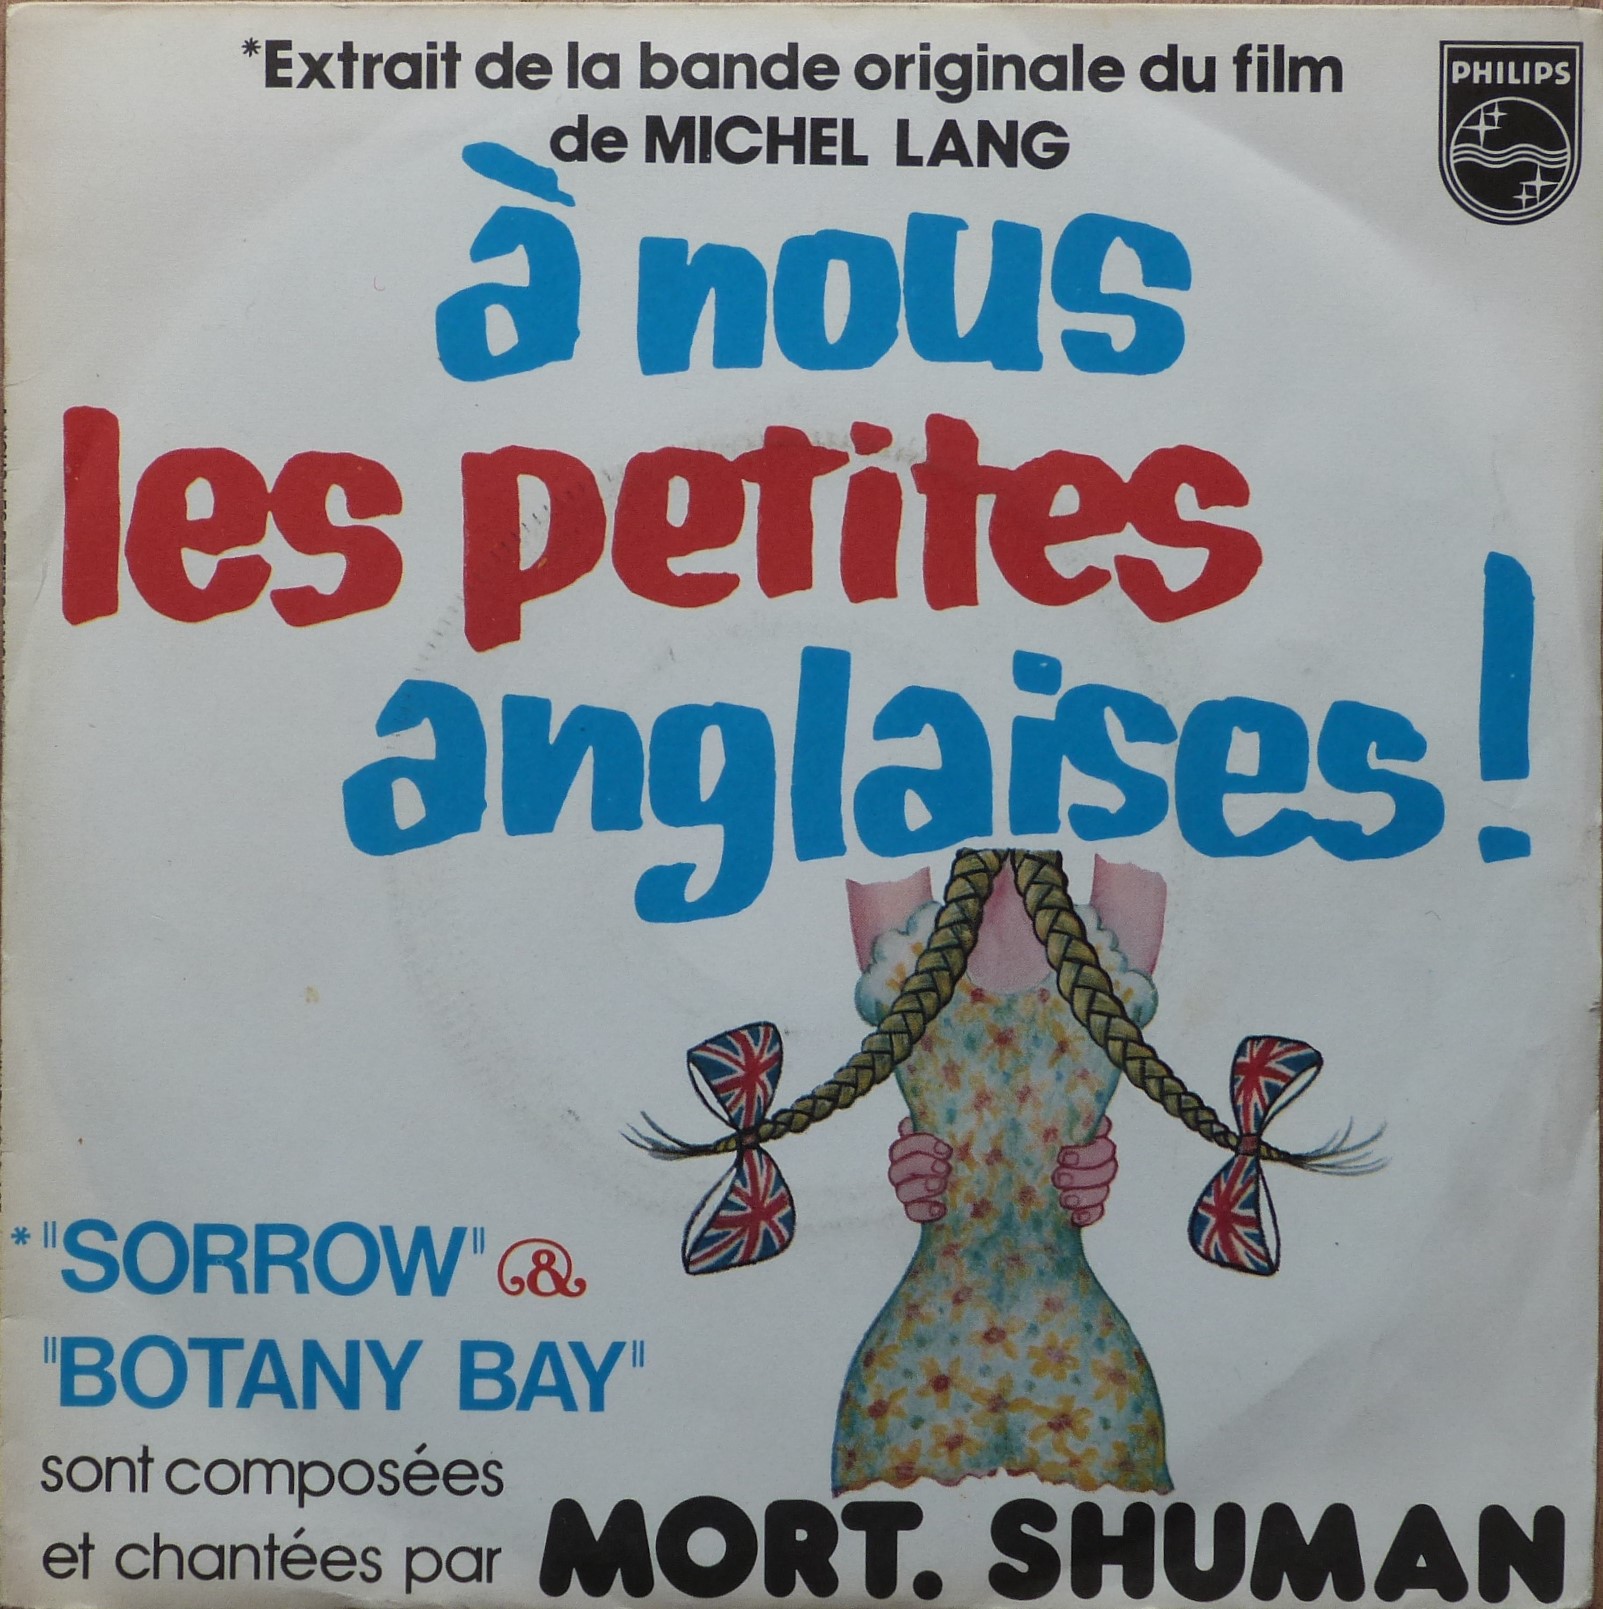 *Extrait de la bande originale du film
de MICHEL LANG
PHILIPS
à nous
les petites
anglaises!
*"SORROW" &
"BOTANY BAY"
sont composées
et chantées par MORT. SHUMAN